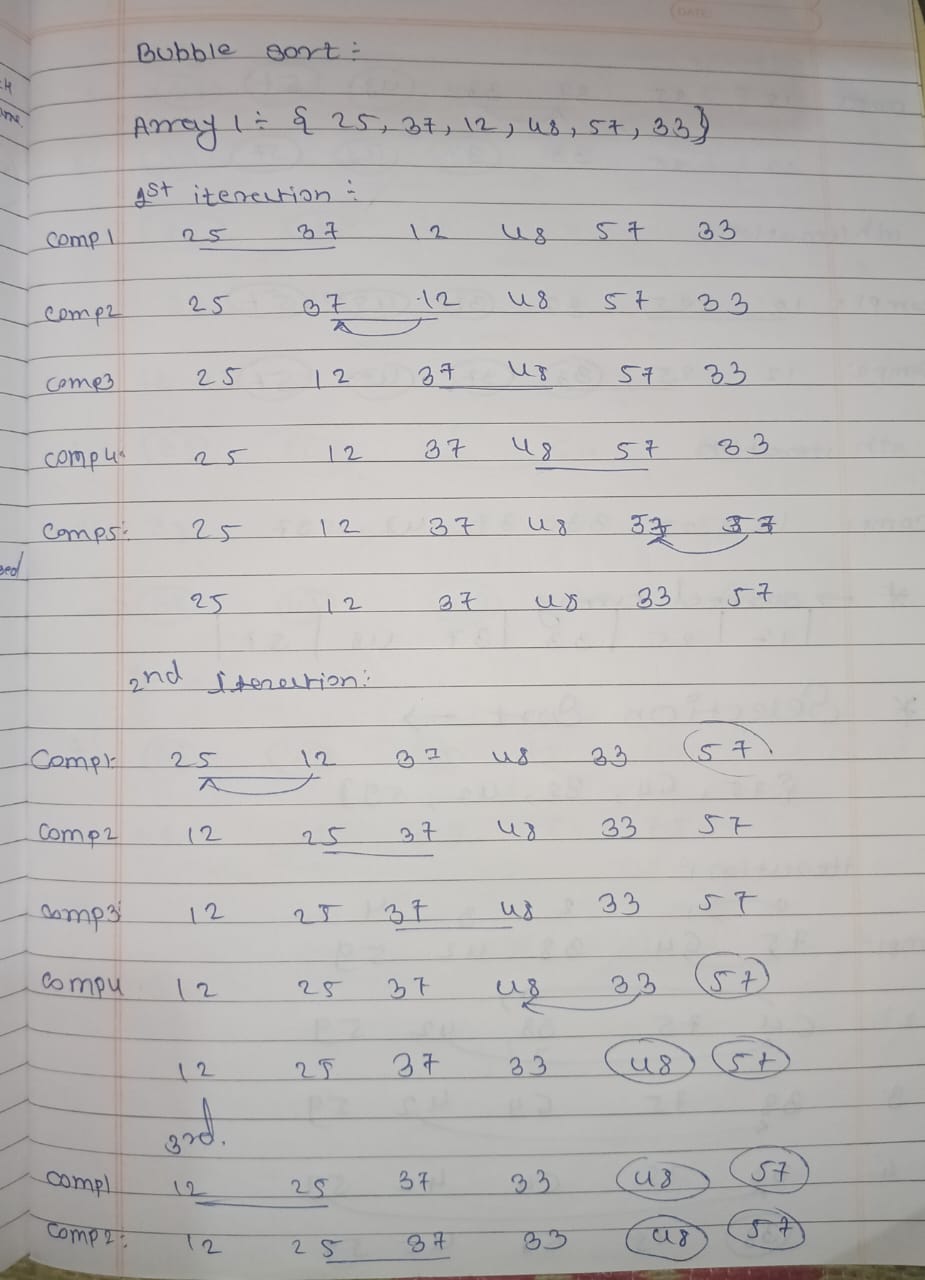 Bubble sort :
Array 1 : { 25, 37, 12, 48, 57, 33}
1st iteration :
comp1 25 37 12 48 57 33
comp2 25 37 12 48 57 33
comp3 25 12 37 48 57 33
comp4: 25 12 37 48 57 33
comp5: 25 12 37 48 57 33
25 12 37 48 33 57
2nd iteration:
Comp1: 25 12 37 48 33 57
comp2 12 25 37 48 33 57
comp3: 12 25 37 48 33 57
comp4 12 25 37 48 33 57
12 25 37 33 48 57
3rd.
comp1 12 25 37 33 48 57
comp2: 12 25 37 33 48 57